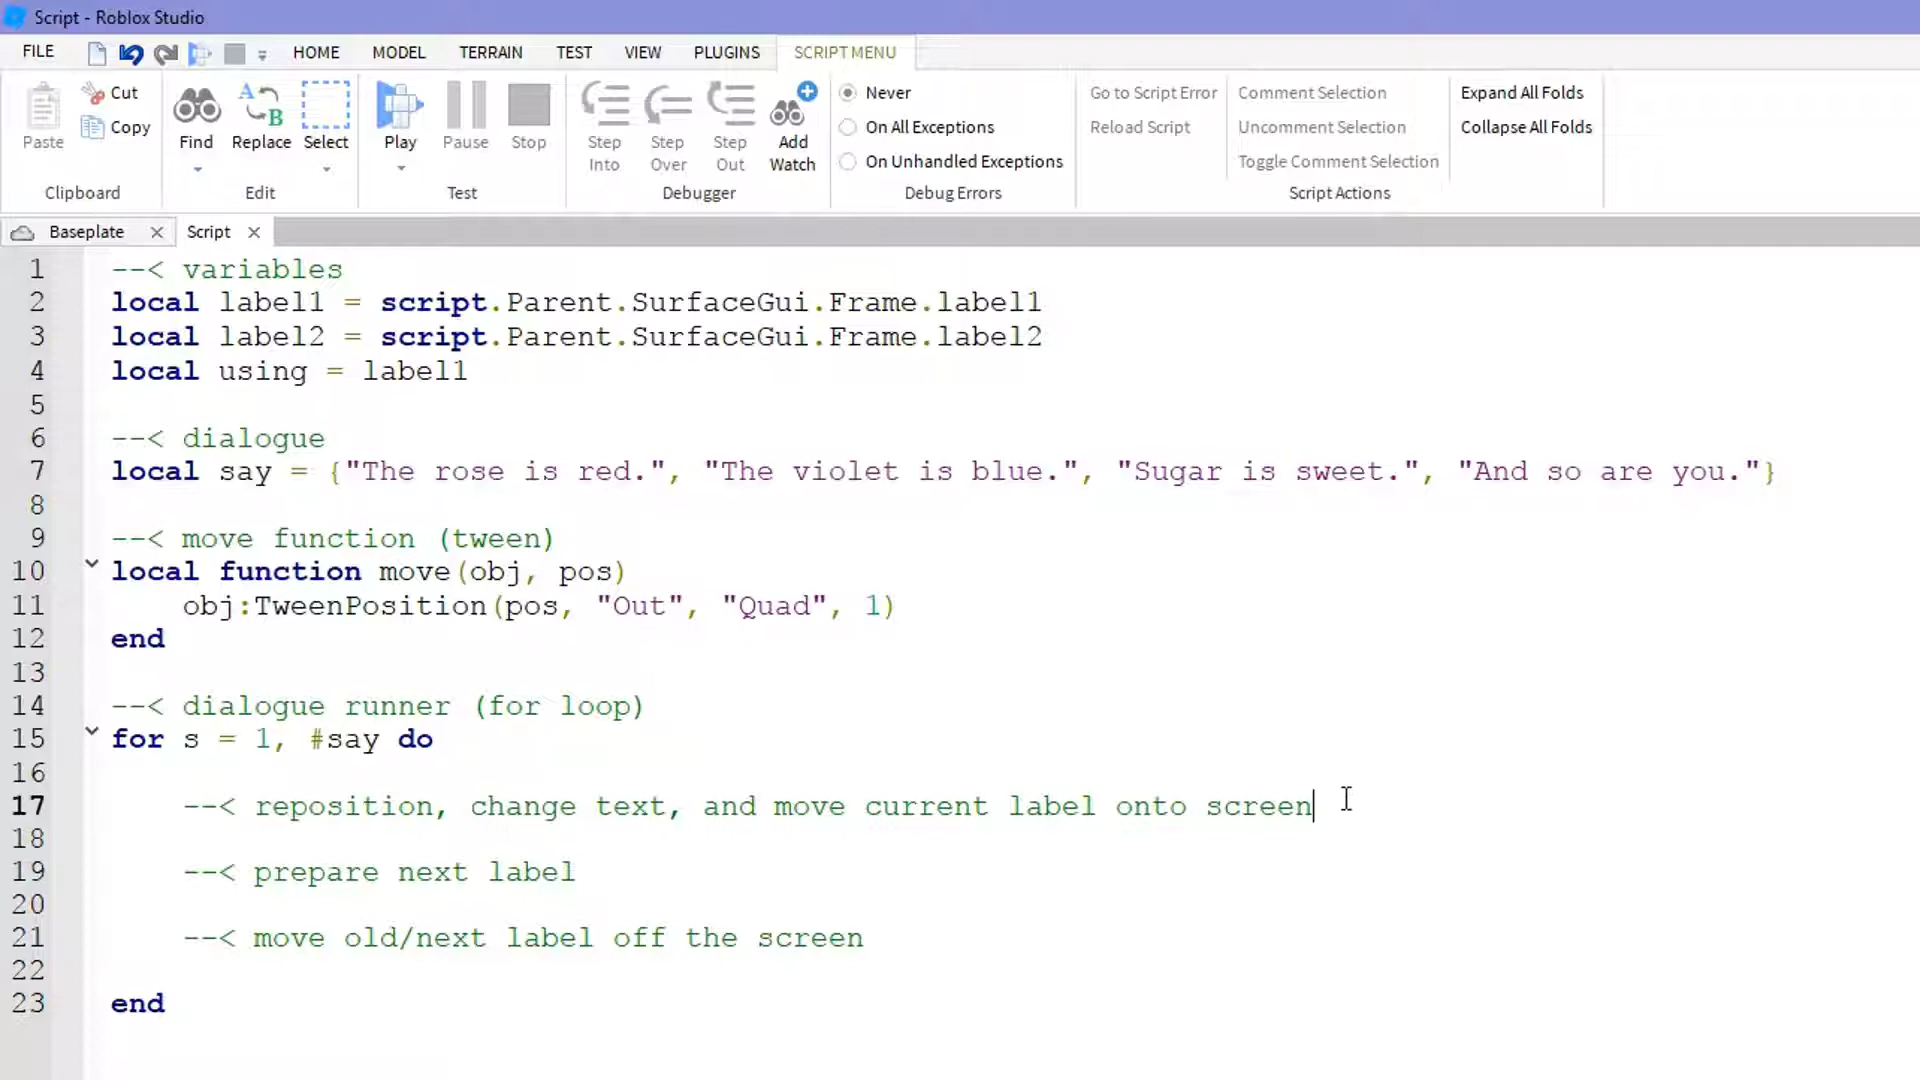 Script - Roblox Studio
FILE HOME MODEL TERRAIN TEST VIEW PLUGINS SCRIPT MENU
Paste Cut Copy
Clipboard
Find Replace Select
Edit
Play Pause Stop
Test
Step Into Step Over Step Out Add Watch
Debugger
Never
On All Exceptions
On Unhandled Exceptions
Debug Errors
Go to Script Error
Reload Script
Comment Selection
Uncomment Selection
Toggle Comment Selection
Script Actions
Expand All Folds
Collapse All Folds
Baseplate Script
1 --< variables
2 local label1 = script.Parent.SurfaceGui.Frame.label1
3 local label2 = script.Parent.SurfaceGui.Frame.label2
4 local using = label1
5
6 --< dialogue
7 local say = {"The rose is red.", "The violet is blue.", "Sugar is sweet.", "And so are you."}
8
9 --< move function (tween)
10 local function move(obj, pos)
11 obj:TweenPosition(pos, "Out", "Quad", 1)
12 end
13
14 --< dialogue runner (for loop)
15 for s = 1, #say do
16
17 --< reposition, change text, and move current label onto screen
18
19 --< prepare next label
20
21 --< move old/next label off the screen
22
23 end